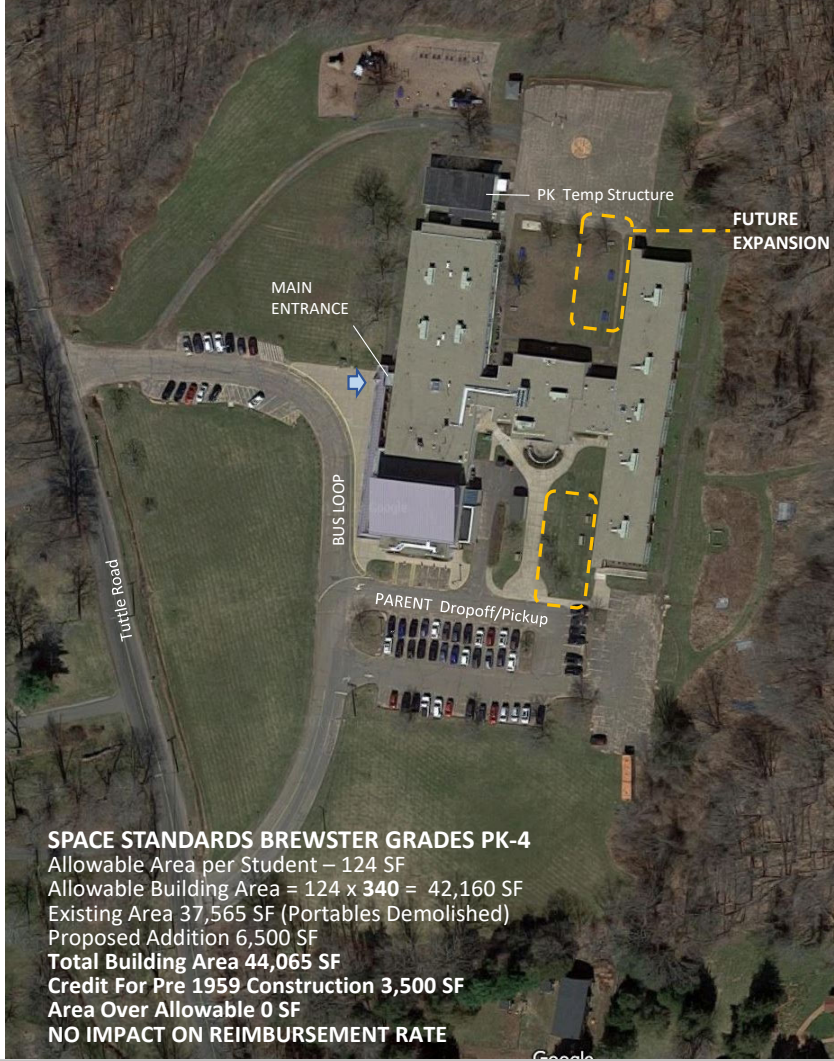 PK Temp Structure
FUTURE
EXPANSION
MAIN
ENTRANCE
Google
BUS LOOP
Tuttle Road
PARENT Dropoff/Pickup
SPACE STANDARDS BREWSTER GRADES PK-4
Allowable Area per Student – 124 SF
Allowable Building Area = 124 x 340 = 42,160 SF
Existing Area 37,565 SF (Portables Demolished)
Proposed Addition 6,500 SF
Total Building Area 44,065 SF
Credit For Pre 1959 Construction 3,500 SF
Area Over Allowable 0 SF
NO IMPACT ON REIMBURSEMENT RATE
Google